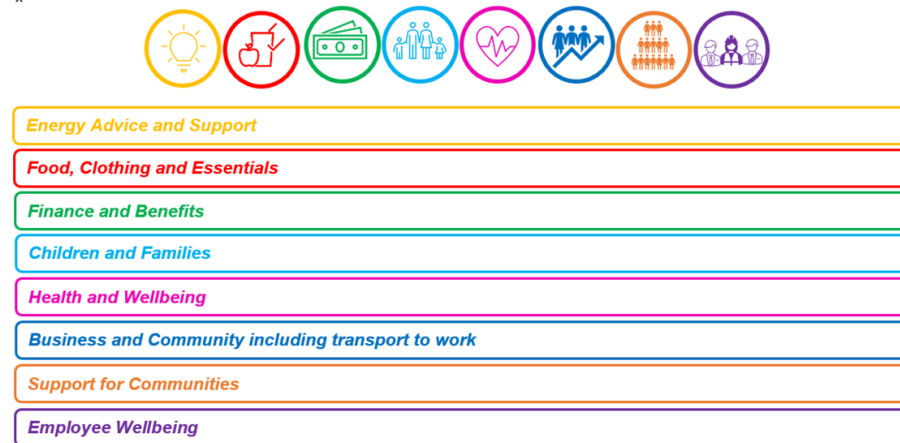 Energy Advice and Support
Food, Clothing and Essentials
Finance and Benefits
Children and Families
Health and Wellbeing
Business and Community including transport to work
Support for Communities
Employee Wellbeing